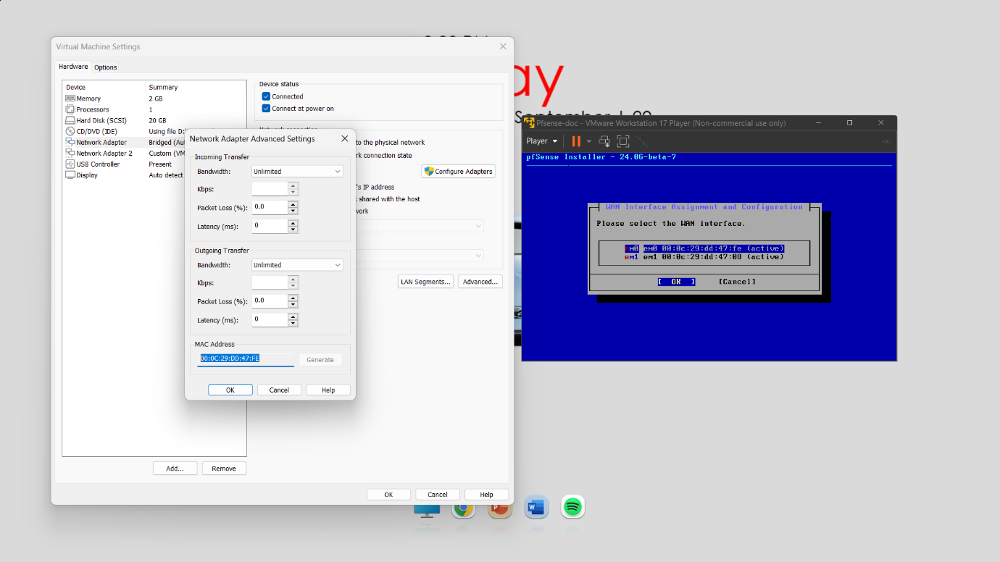 Virtual Machine Settings
Hardware
Options
Device Summary
Memory 2 GB
Processors 1
Hard Disk (SCSI) 20 GB
CD/DVD (IDE) Using file D:
Network Adapter Bridged (Au
Network Adapter 2 Custom (VM
USB Controller Present
Display Auto detect
Add...
Remove
Device status
Connected
Connect at power on
to the physical network
rk connection state
Configure Adapters
's IP address
shared with the host
work
LAN Segments...
Advanced...
OK
Cancel
Help
Network Adapter Advanced Settings
Incoming Transfer
Bandwidth: Unlimited
Kbps:
Packet Loss (%): 0.0
Latency (ms): 0
Outgoing Transfer
Bandwidth: Unlimited
Kbps:
Packet Loss (%): 0.0
Latency (ms): 0
MAC Address
00:0C:29:DD:47:FE
Generate
OK
Cancel
Help
ay
Pfsense-doc - VMware Workstation 17 Player (Non-commercial use only)
Player
pfSense Installer - 24.06-beta-7
WAN Interface Assignment and Configuration
Please select the WAN interface.
em0 em0 00:0c:29:dd:47:fe (active)
em1 em1 00:0c:29:dd:47:08 (active)
[ OK ]
[Cancel]
P
W